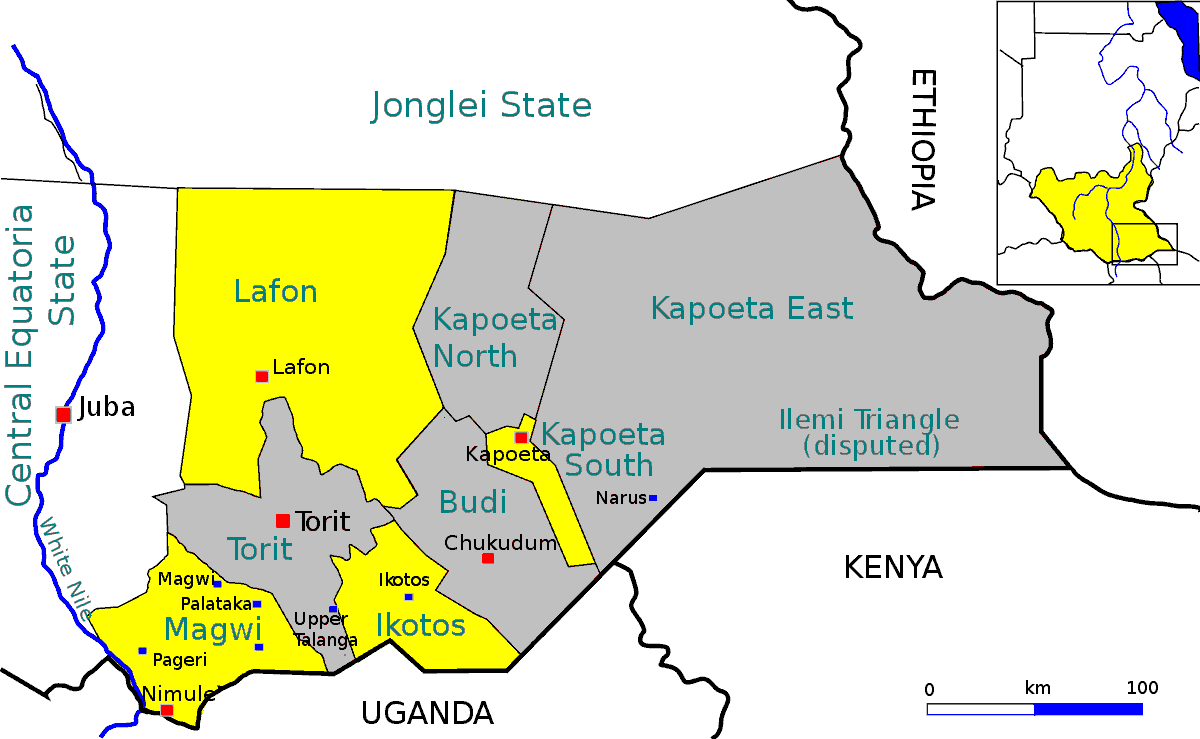 Jonglei State
ETHIOPIA
Central Equatoria
State
Lafon
Kapoeta
North
Kapoeta East
Lafon
Juba
Ilemi Triangle
(disputed)
Kapoeta
South
Kapoeta
Budi
Narus
Torit
Torit
Chukudum
White Nile
KENYA
Magwi
Ikotos
Palataka
Magwi
Upper
Talanga
Ikotos
Pageri
Nimule
UGANDA
0 km 100